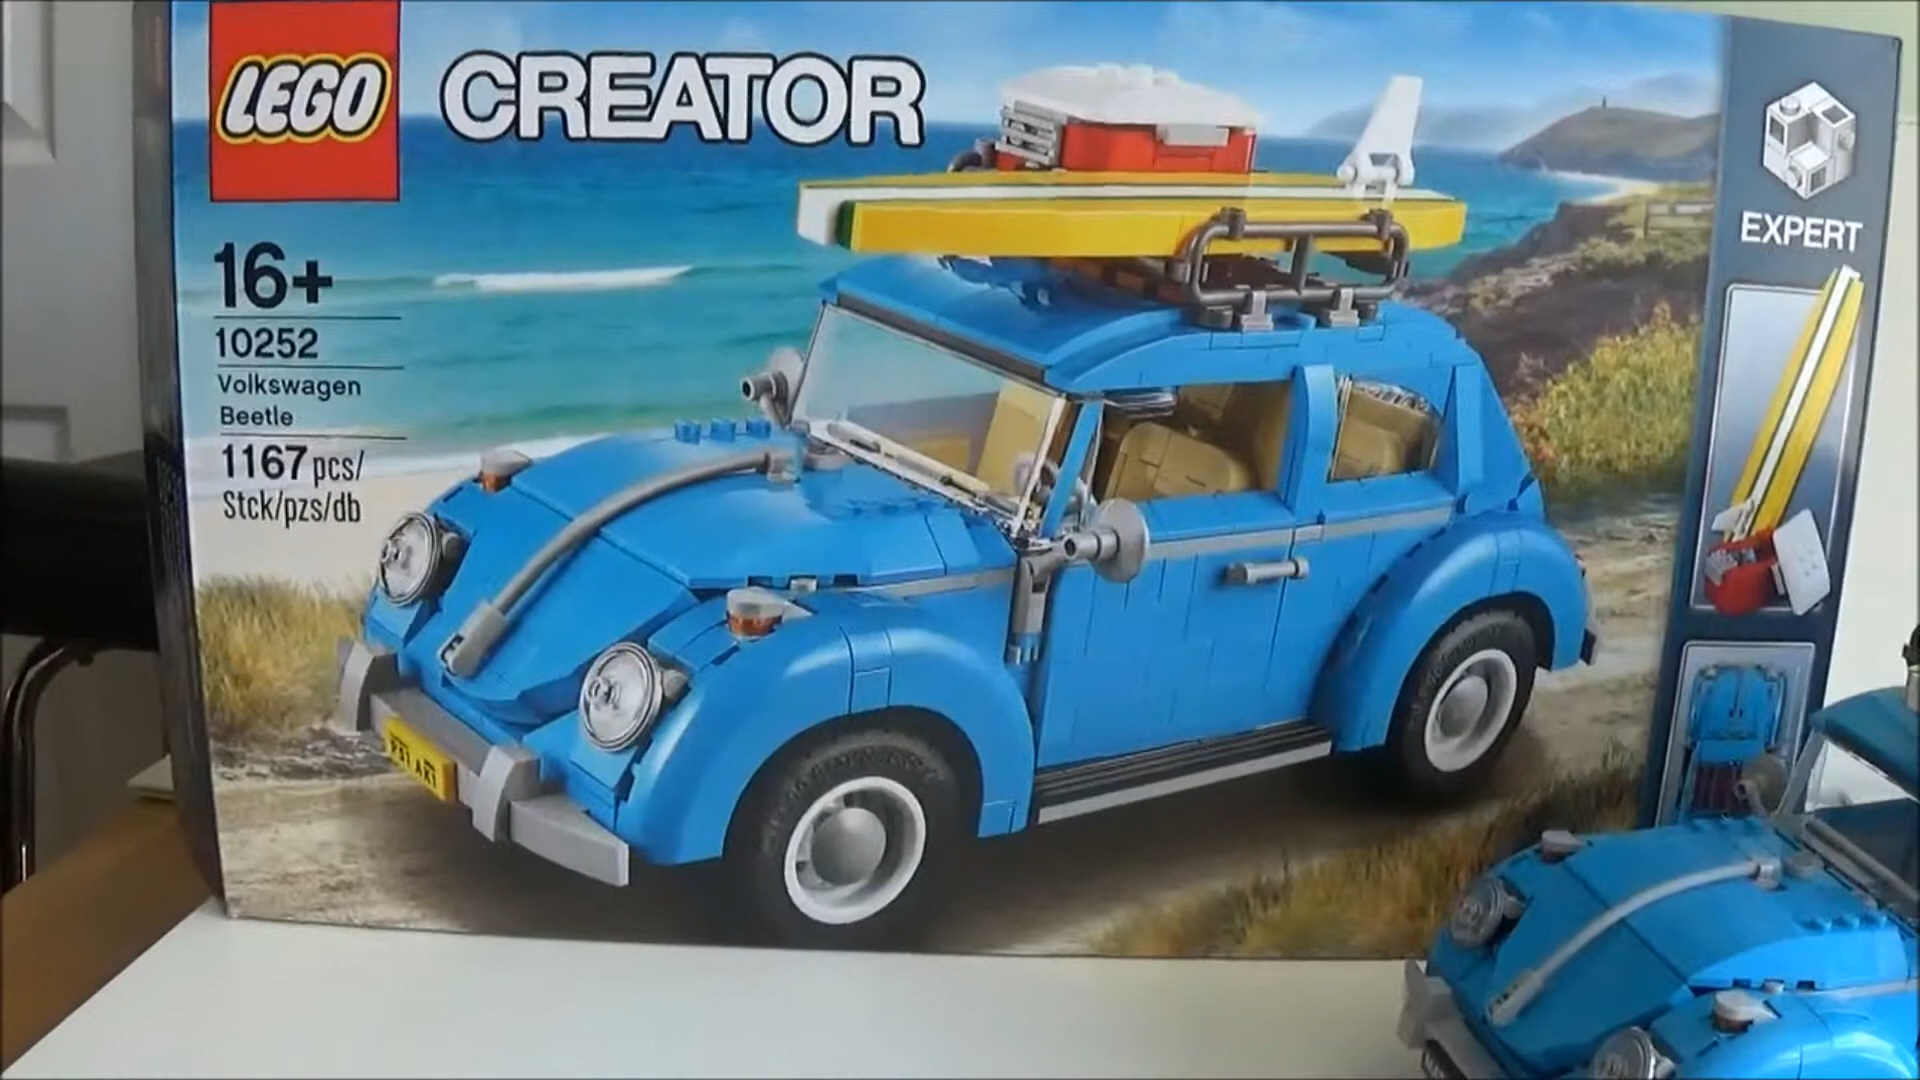 LEGO CREATOR
16+
10252
Volkswagen
Beetle
1167 pcs/
Stck/pzs/db
EXPERT